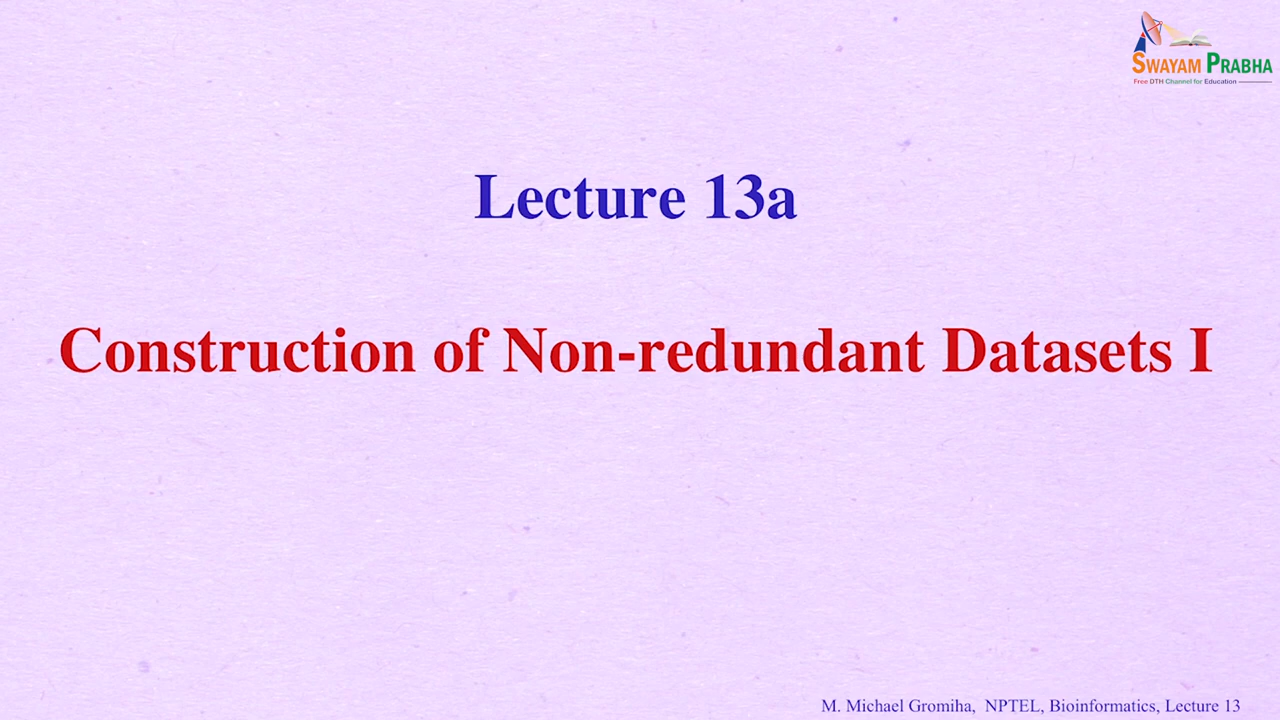 SWAYAM PRABHA
Free DTH Channel for Education
Lecture 13a
Construction of Non-redundant Datasets I
M. Michael Gromiha, NPTEL, Bioinformatics, Lecture 13